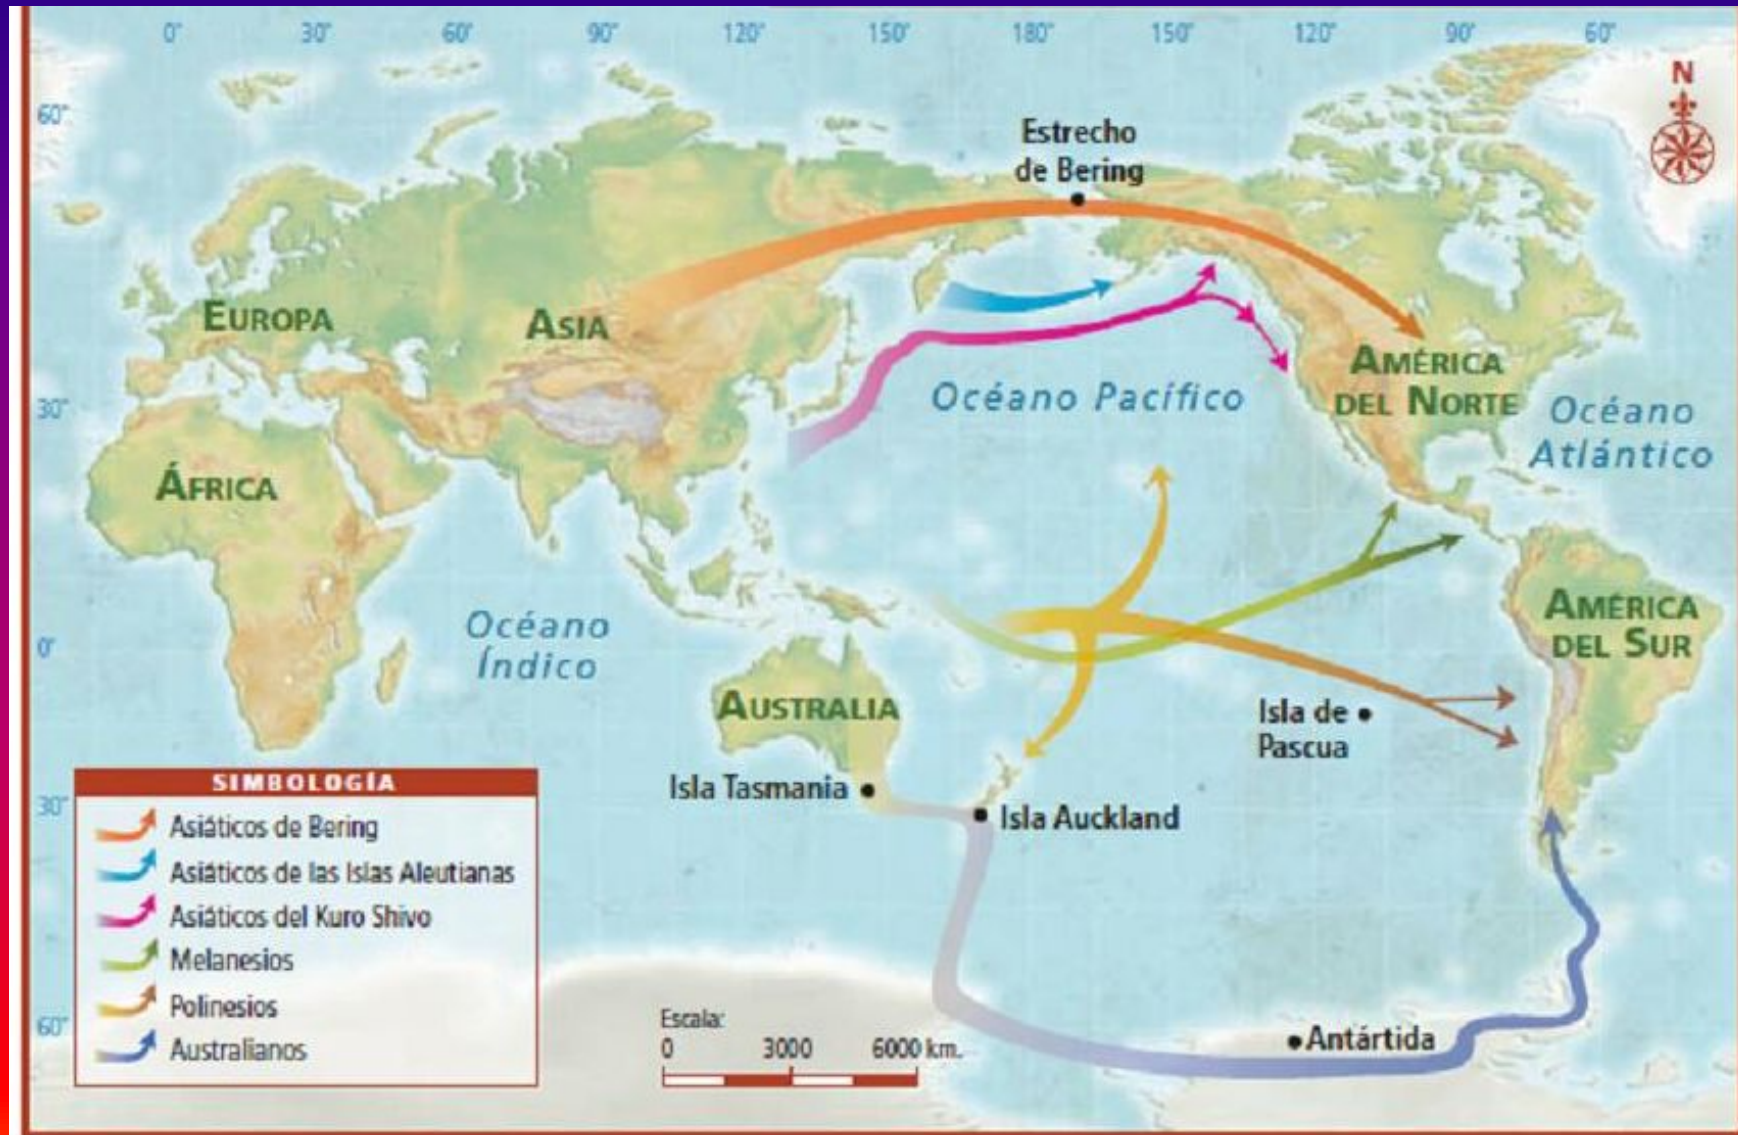 0° 30° 60° 90° 120° 150° 180° 150° 120° 90° 60°
N
60°
Estrecho
de Bering
EUROPA
ASIA
AMÉRICA
DEL NORTE
30°
Océano Pacífico
Océano
Atlántico
ÁFRICA
Océano
Índico
AMÉRICA
DEL SUR
0°
AUSTRALIA
Isla de
Pascua
Isla Tasmania
Isla Auckland
30°
SIMBOLOGÍA
Asiáticos de Bering
Asiáticos de las Islas Aleutianas
Asiáticos del Kuro Shivo
Melanesios
Polinesios
Australianos
60°
Escala:
0 3000 6000 km.
Antártida